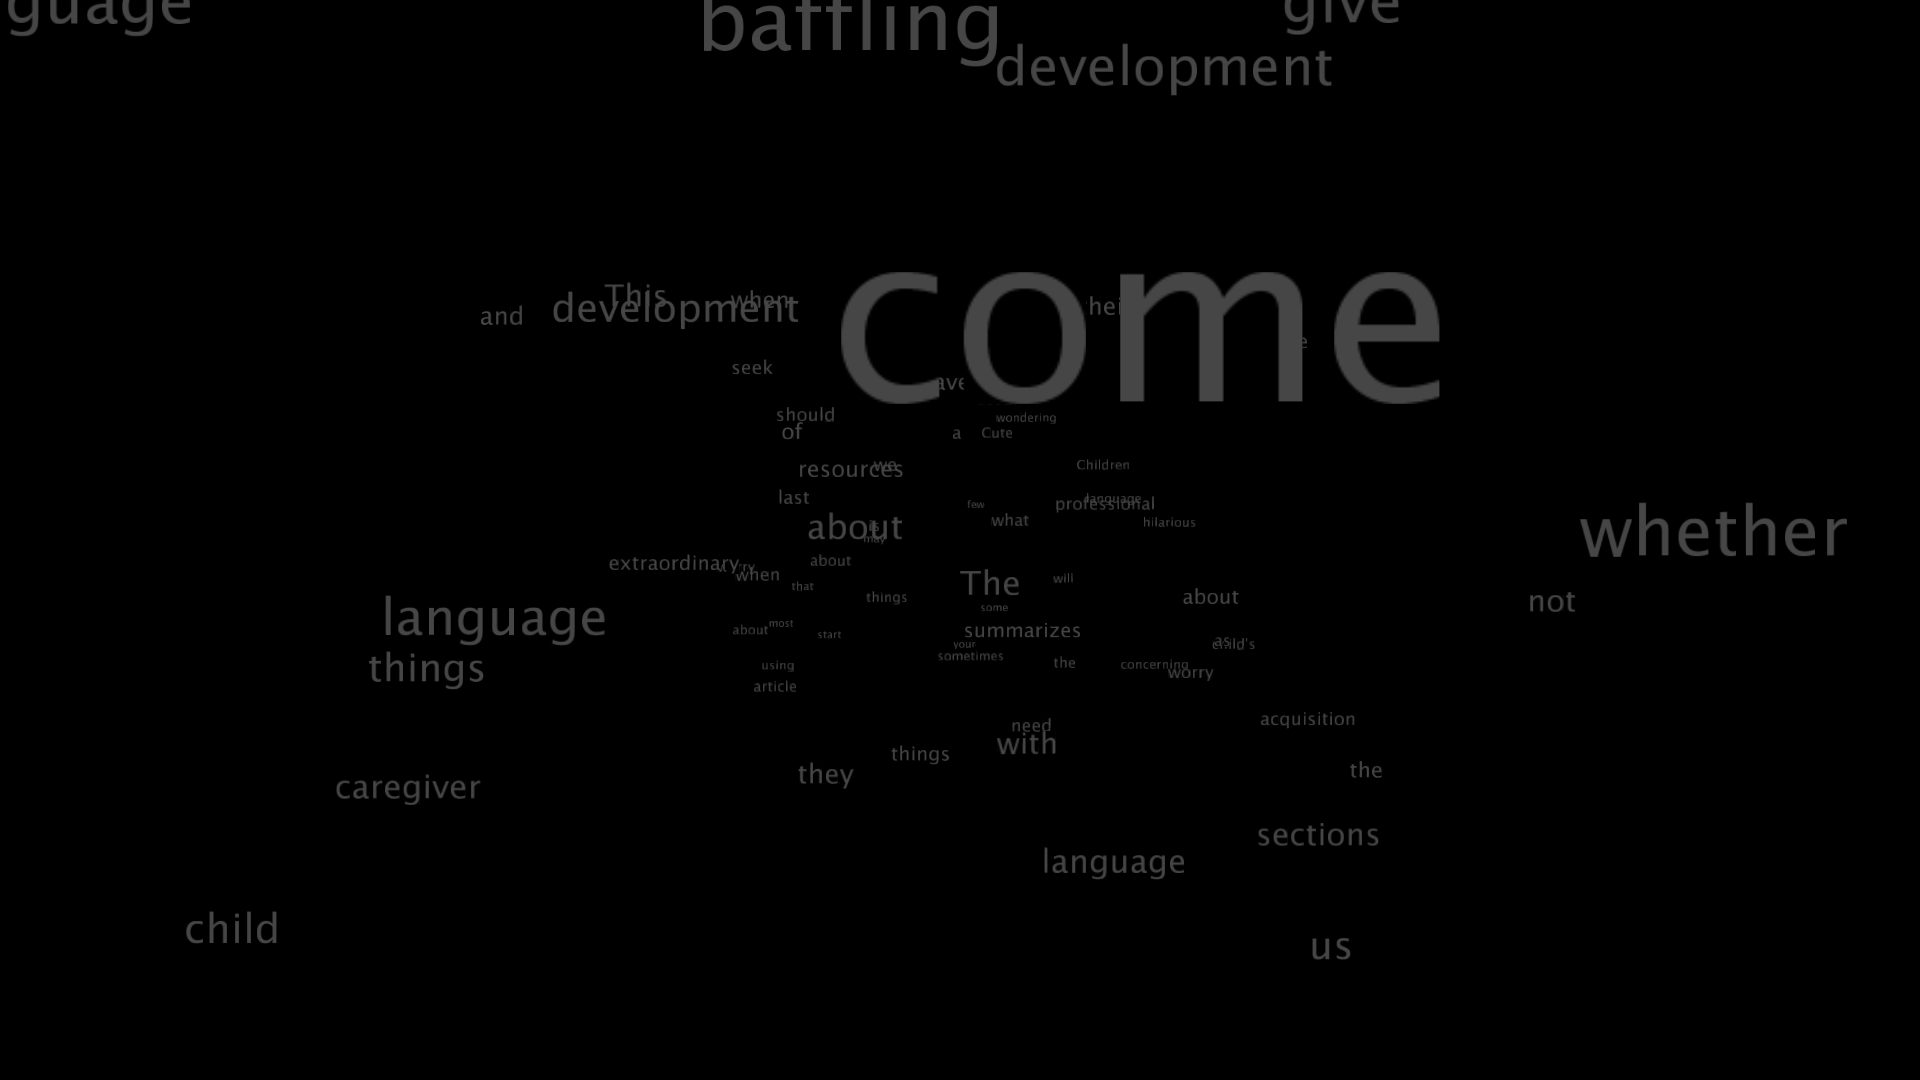 guage
baffling
give
development
come
This
when
and
development
seek
should
of
a
wondering
Cute
resources
we
Children
last
language
professional
few
what
hilarious
about
is
may
whether
extraordinary
when
about
that
The
will
things
some
about
not
language
most
about
start
summarizes
your
sometimes
as
child's
things
using
the
concerning
worry
article
need
with
acquisition
things
they
the
caregiver
sections
language
child
us